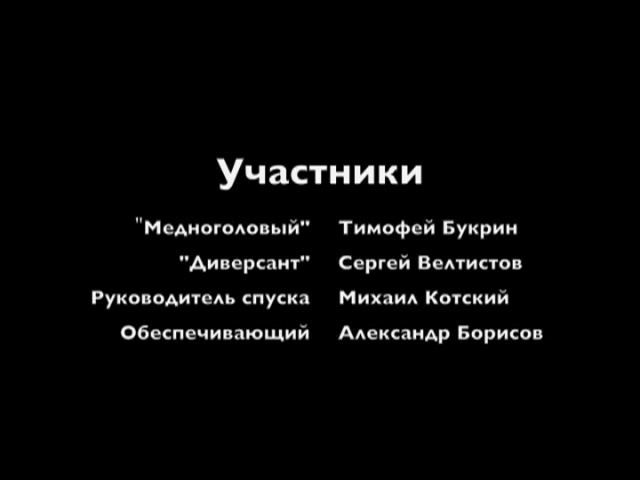 Участники
"Медноголовый" Тимофей Букрин
"Диверсант" Сергей Велтистов
Руководитель спуска Михаил Котский
Обеспечивающий Александр Борисов